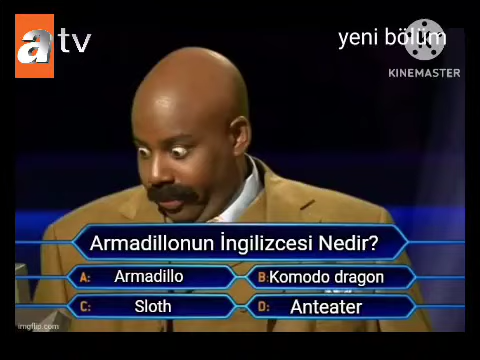 atv
yeni bölüm
KINEMASTER
Armadillonun İngilizcesi Nedir?
A: Armadillo
B: Komodo dragon
C: Sloth
D: Anteater
imgflip.com